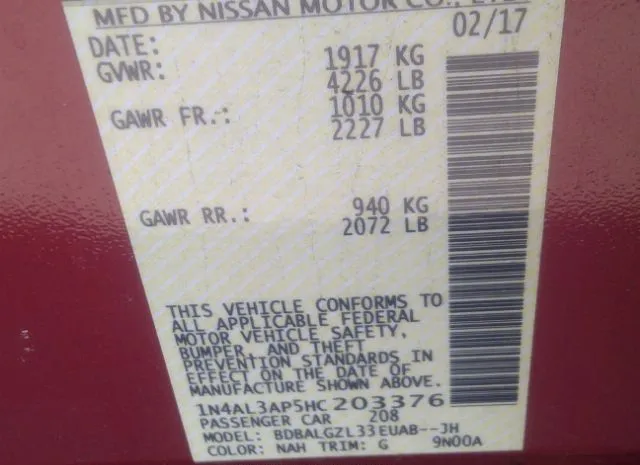 MFD BY NISSAN MOTOR CO., LTD
DATE: 02/17
GVWR: 1917 KG
4226 LB
GAWR FR.: 1010 KG
2227 LB
GAWR RR.: 940 KG
2072 LB
THIS VEHICLE CONFORMS TO
ALL APPLICABLE FEDERAL
MOTOR VEHICLE SAFETY,
BUMPER, AND THEFT
PREVENTION STANDARDS IN
EFFECT ON THE DATE OF
MANUFACTURE SHOWN ABOVE.
1N4AL3AP5HC203376
PASSENGER CAR 208
MODEL: BDBALGZL33EUAB--JH
COLOR: NAH TRIM: G 9N00A